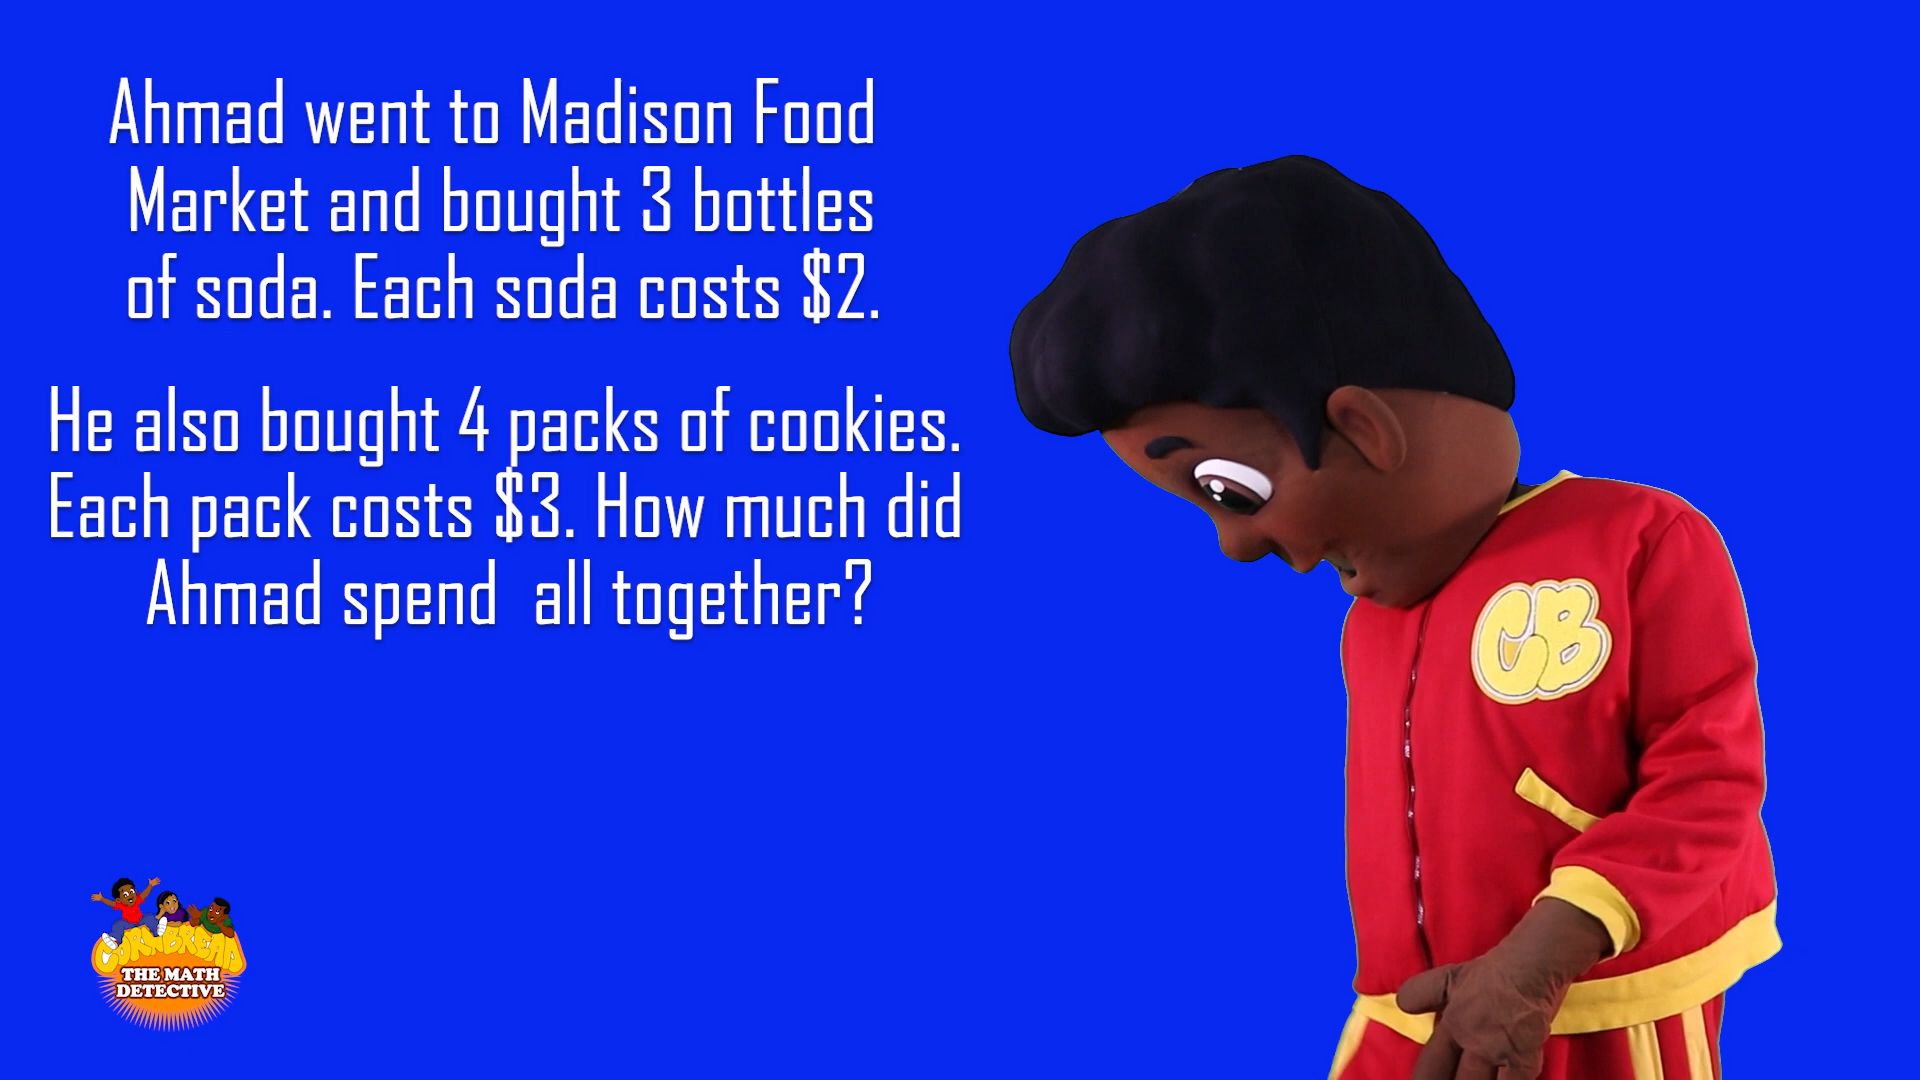 Ahmad went to Madison Food
Market and bought 3 bottles
of soda. Each soda costs $2.
He also bought 4 packs of cookies.
Each pack costs $3. How much did
Ahmad spend  all together?
CB
CORNBREAD
THE MATH
DETECTIVE